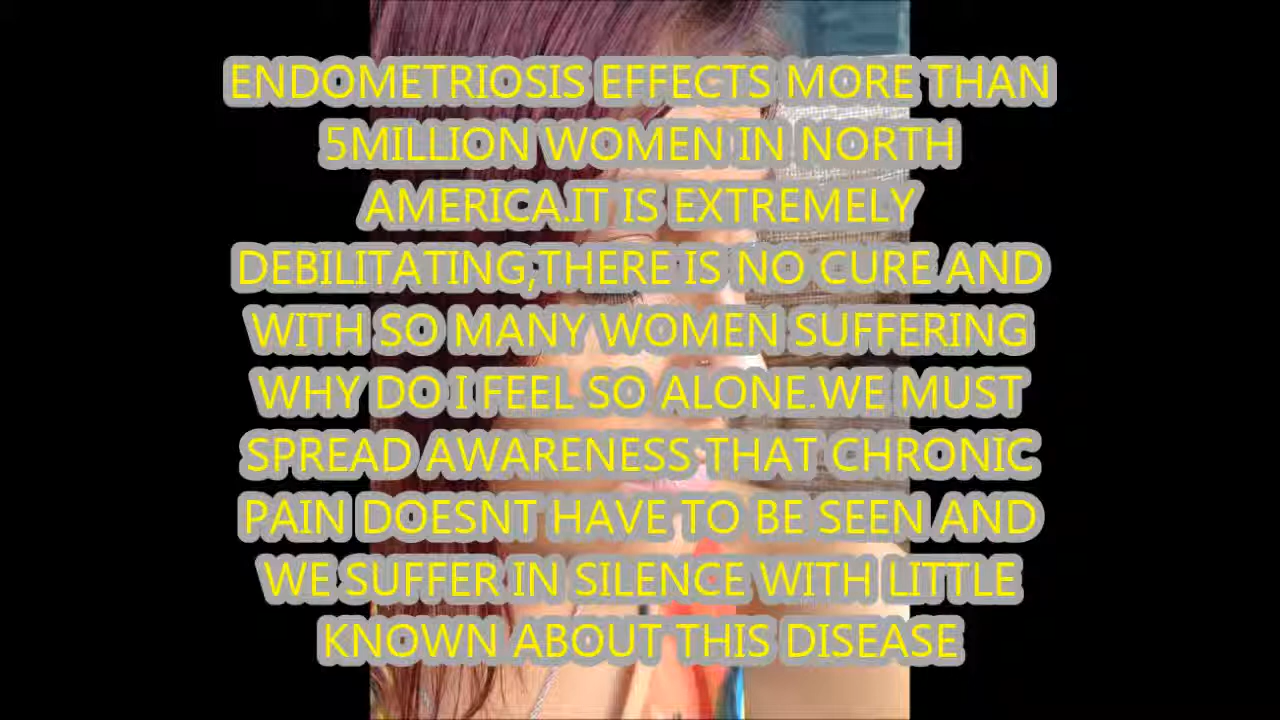 ENDOMETRIOSIS EFFECTS MORE THAN
5MILLION WOMEN IN NORTH
AMERICA.IT IS EXTREMELY
DEBILITATING,THERE IS NO CURE AND
WITH SO MANY WOMEN SUFFERING
WHY DO I FEEL SO ALONE.WE MUST
SPREAD AWARENESS THAT CHRONIC
PAIN DOESNT HAVE TO BE SEEN AND
WE SUFFER IN SILENCE WITH LITTLE
KNOWN ABOUT THIS DISEASE